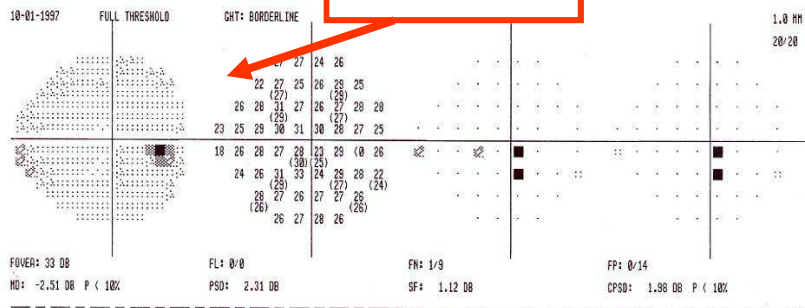 10-01-1997 FULL THRESHOLD GHT: BORDERLINE 1.0 MM
20/20
27 24 26
22 27 25 26 29 25
(27) (29)
26 28 31 27 26 27 28 28
(29) (27)
23 25 29 30 31 30 28 27 25
18 26 28 27 28 23 29 (0 26
(30) (25)
24 26 31 33 24 29 28 22
(29) (27) (24)
28 27 26 27 27 26
(26) (26)
26 27 28 26
FOVEA: 33 DB FL: 0/0 FN: 1/9 FP: 0/14
MD: -2.51 DB P < 10% PSD: 2.31 DB SF: 1.12 DB CPSD: 1.98 DB P < 10%